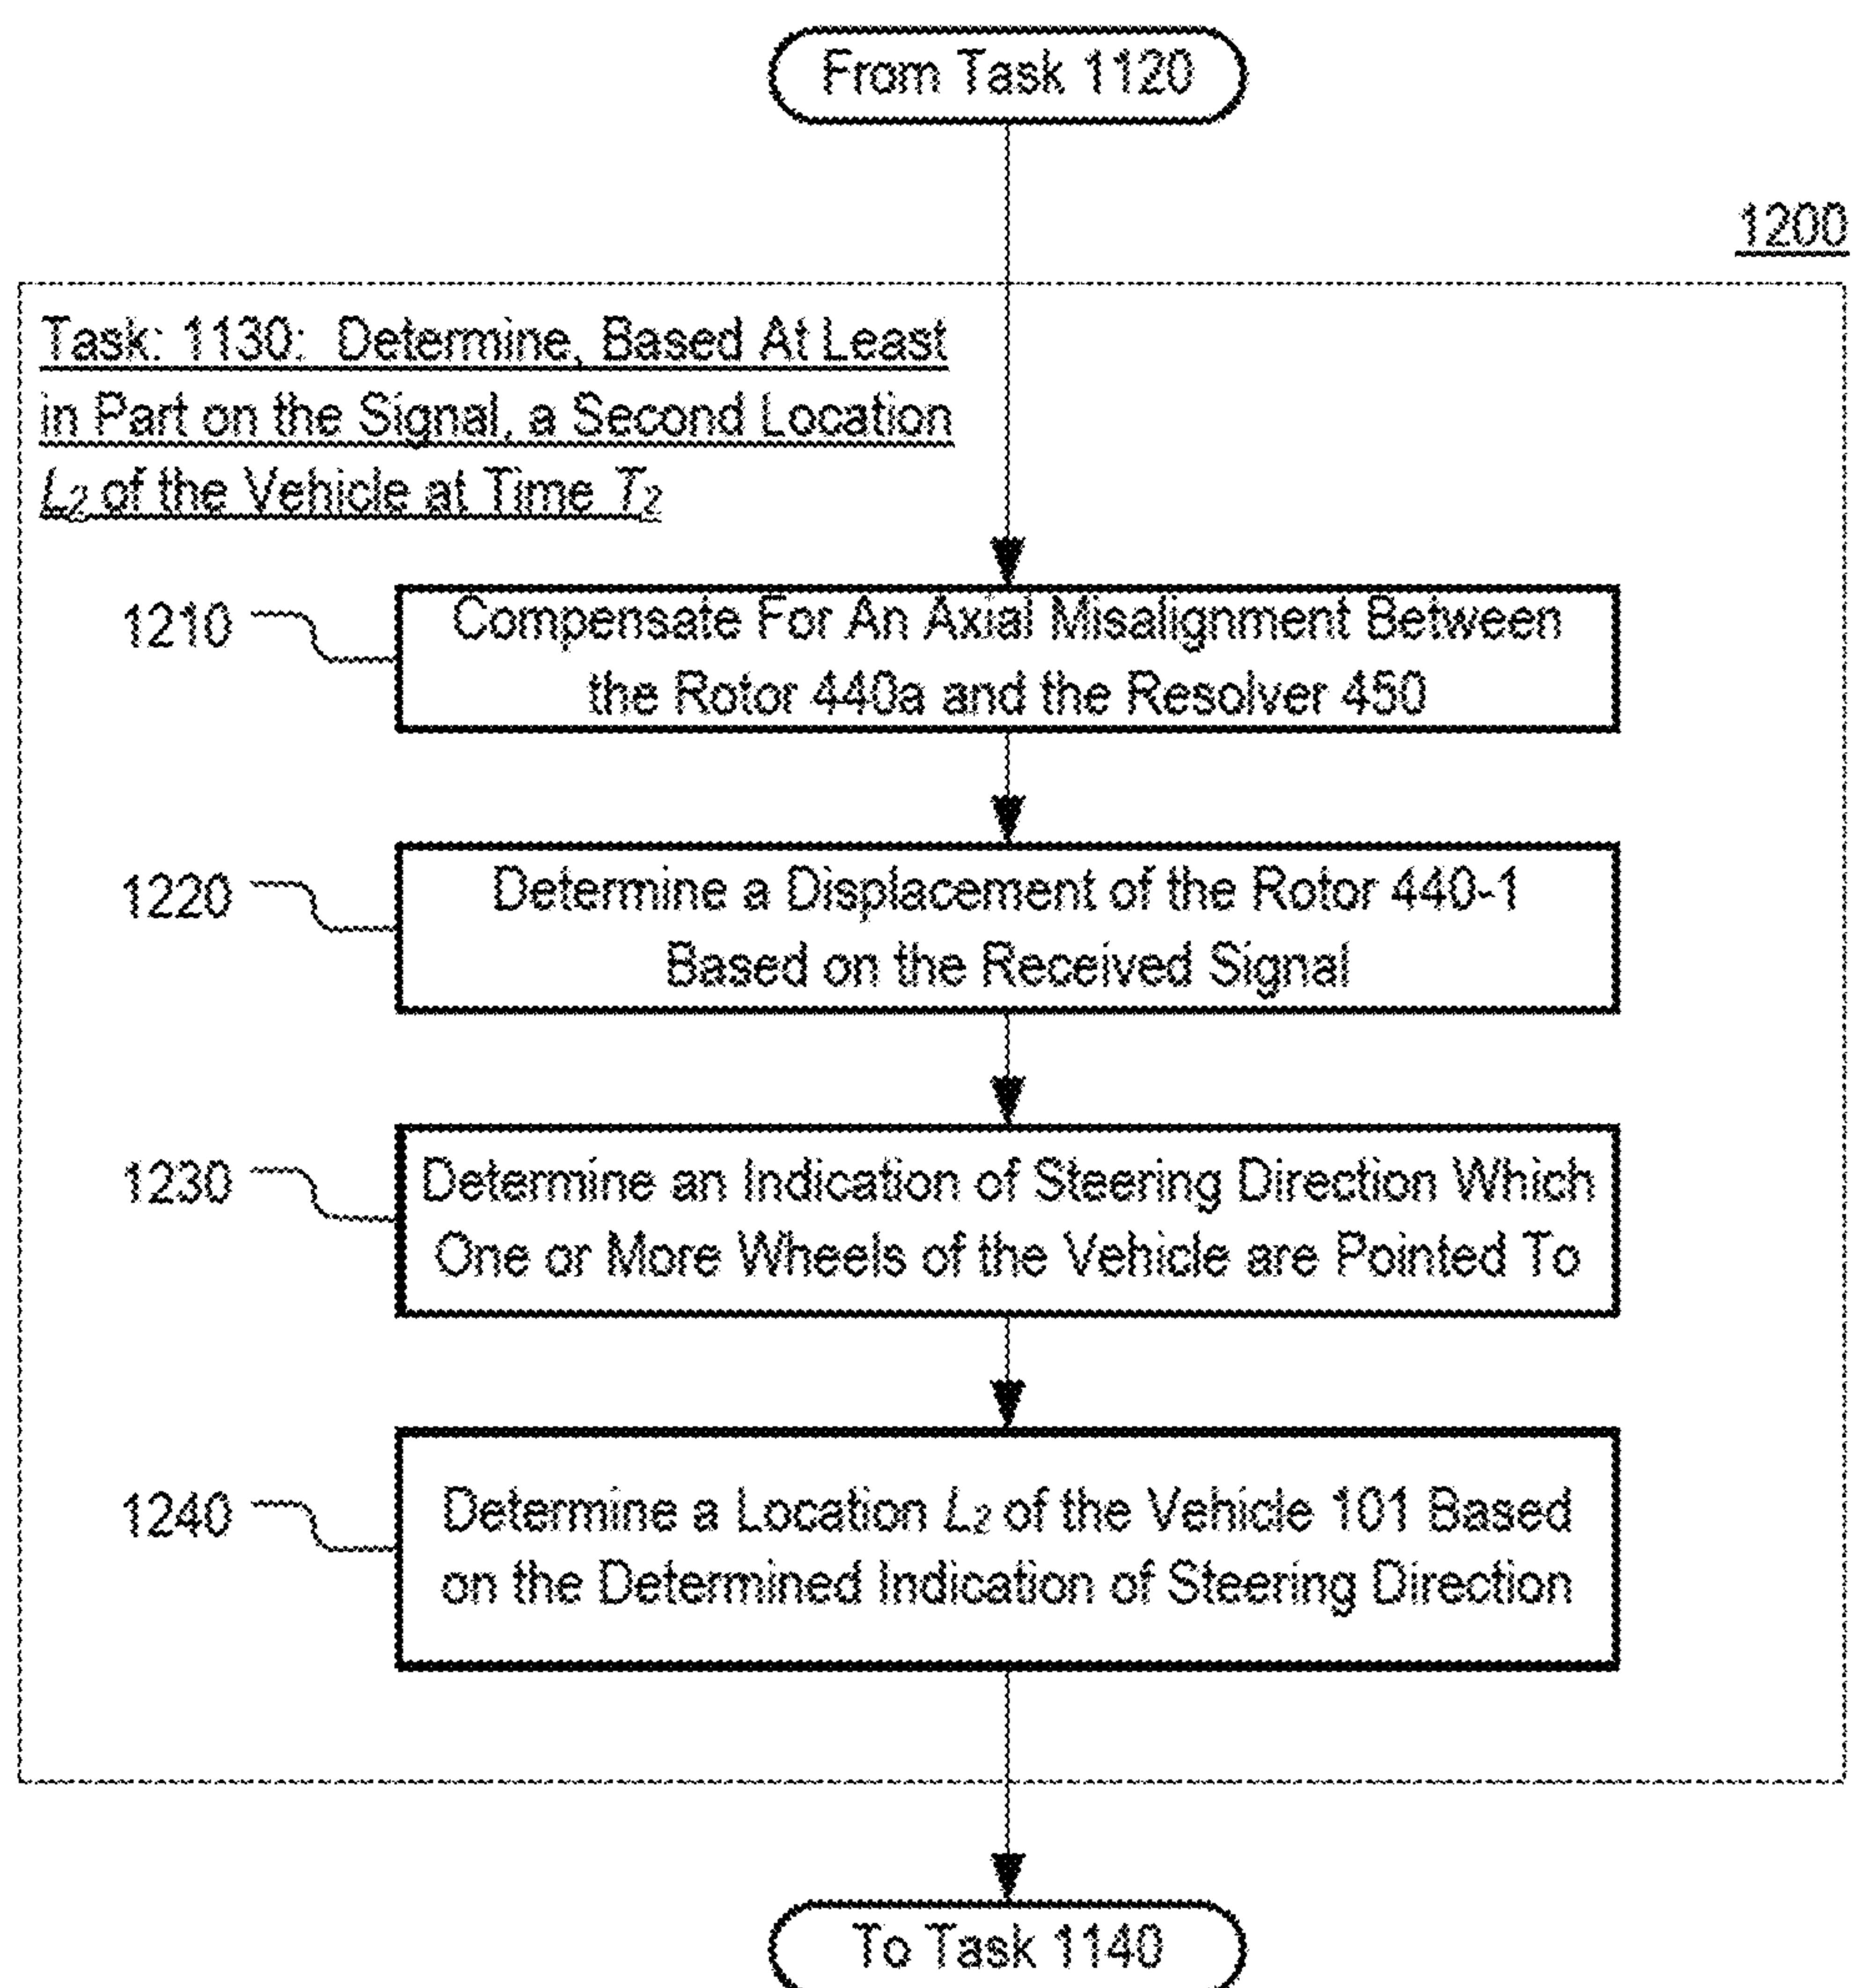 From Task 1120
1200
Task: 1130: Determine, Based At Least
in Part on the Signal, a Second Location
L2 of the Vehicle at Time T2
1210
Compensate For An Axial Misalignment Between
the Rotor 440a and the Resolver 450
1220
Determine a Displacement of the Rotor 440-1
Based on the Received Signal
1230
Determine an Indication of Steering Direction Which
One or More Wheels of the Vehicle are Pointed To
1240
Determine a Location L2 of the Vehicle 101 Based
on the Determined Indication of Steering Direction
To Task 1140